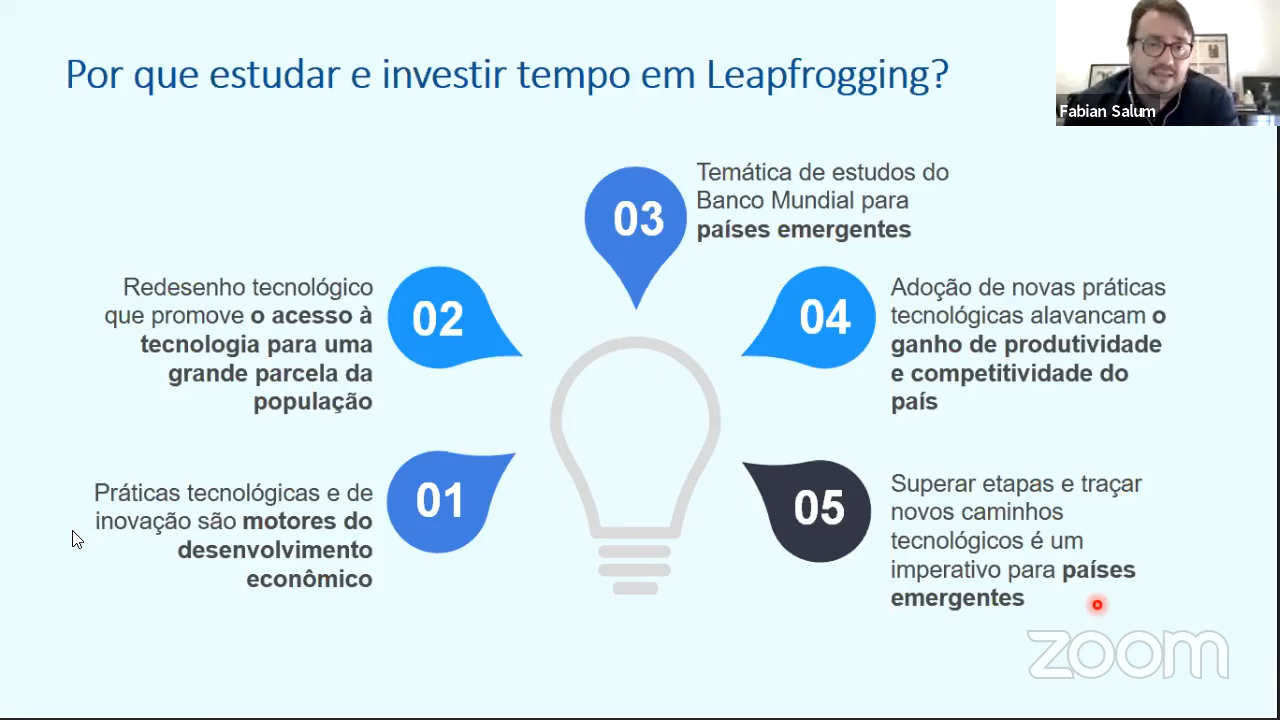 Por que estudar e investir tempo em Leapfrogging?
Fabian Salum
03
Temática de estudos do
Banco Mundial para
países emergentes
02
Redesenho tecnológico
que promove o acesso à
tecnologia para uma
grande parcela da
população
04
Adoção de novas práticas
tecnológicas alavancam o
ganho de produtividade
e competitividade do
país
01
Práticas tecnológicas e de
inovação são motores do
desenvolvimento
econômico
05
Superar etapas e traçar
novos caminhos
tecnológicos é um
imperativo para países
emergentes
zoom